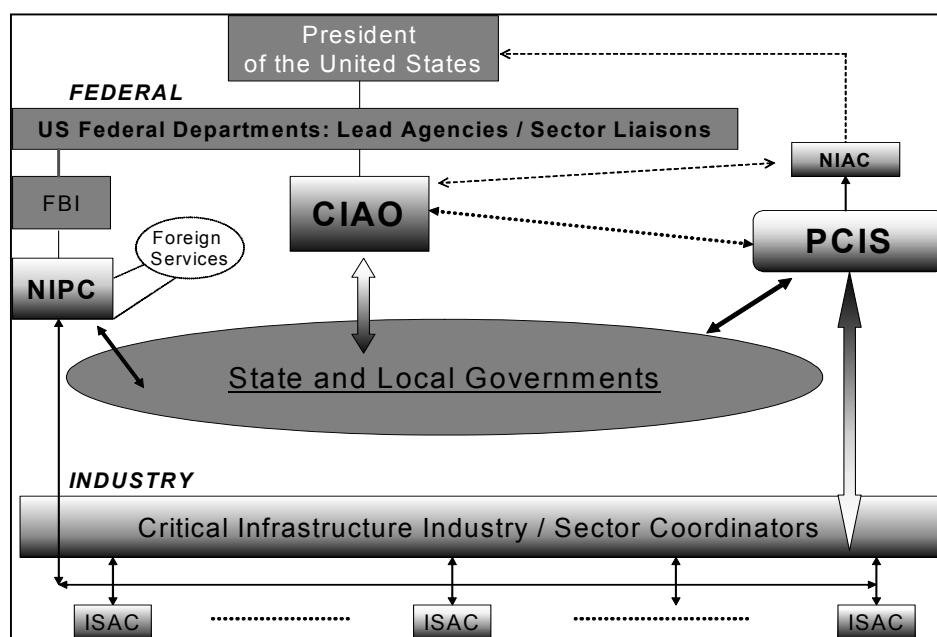 President
of the United States
FEDERAL
US Federal Departments: Lead Agencies / Sector Liaisons
NIAC
FBI
CIAO
Foreign
Services
PCIS
NIPC
State and Local Governments
INDUSTRY
Critical Infrastructure Industry / Sector Coordinators
ISAC
ISAC
ISAC